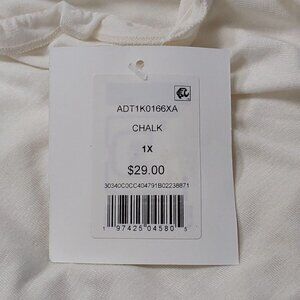 ADT1K0166XA
CHALK
1X
$29.00
30340C0CC404791B02238871
1 97425 04580 5